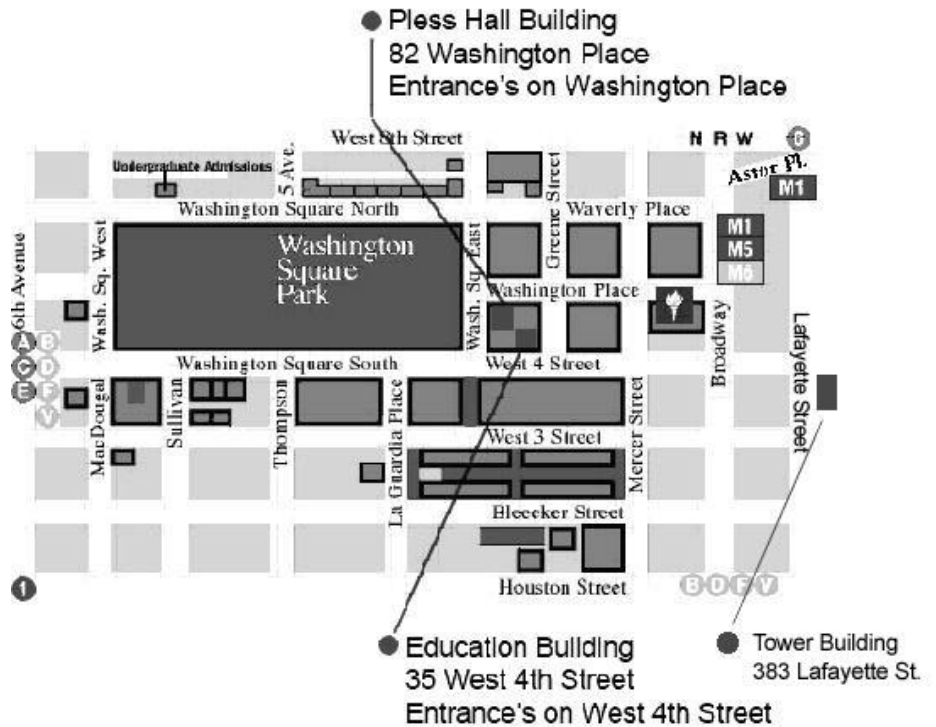 Pless Hall Building
82 Washington Place
Entrance's on Washington Place
West 8th Street
N R W
6
Astor Pl.
Undergraduate Admissions
5 Ave.
Greene Street
M1
Washington Square North
Waverly Place
M1
M5
M6
6th Avenue
Wash. Sq. West
Washington
Square
Park
Wash. Sq. East
Washington Place
Broadway
Lafayette Street
A B
C D
E F
V
Washington Square South
West 4 Street
MacDougal
Sullivan
Thompson
La Guardia Place
West 3 Street
Mercer Street
Bleecker Street
1
Houston Street
B D F V
Education Building
35 West 4th Street
Entrance's on West 4th Street
Tower Building
383 Lafayette St.